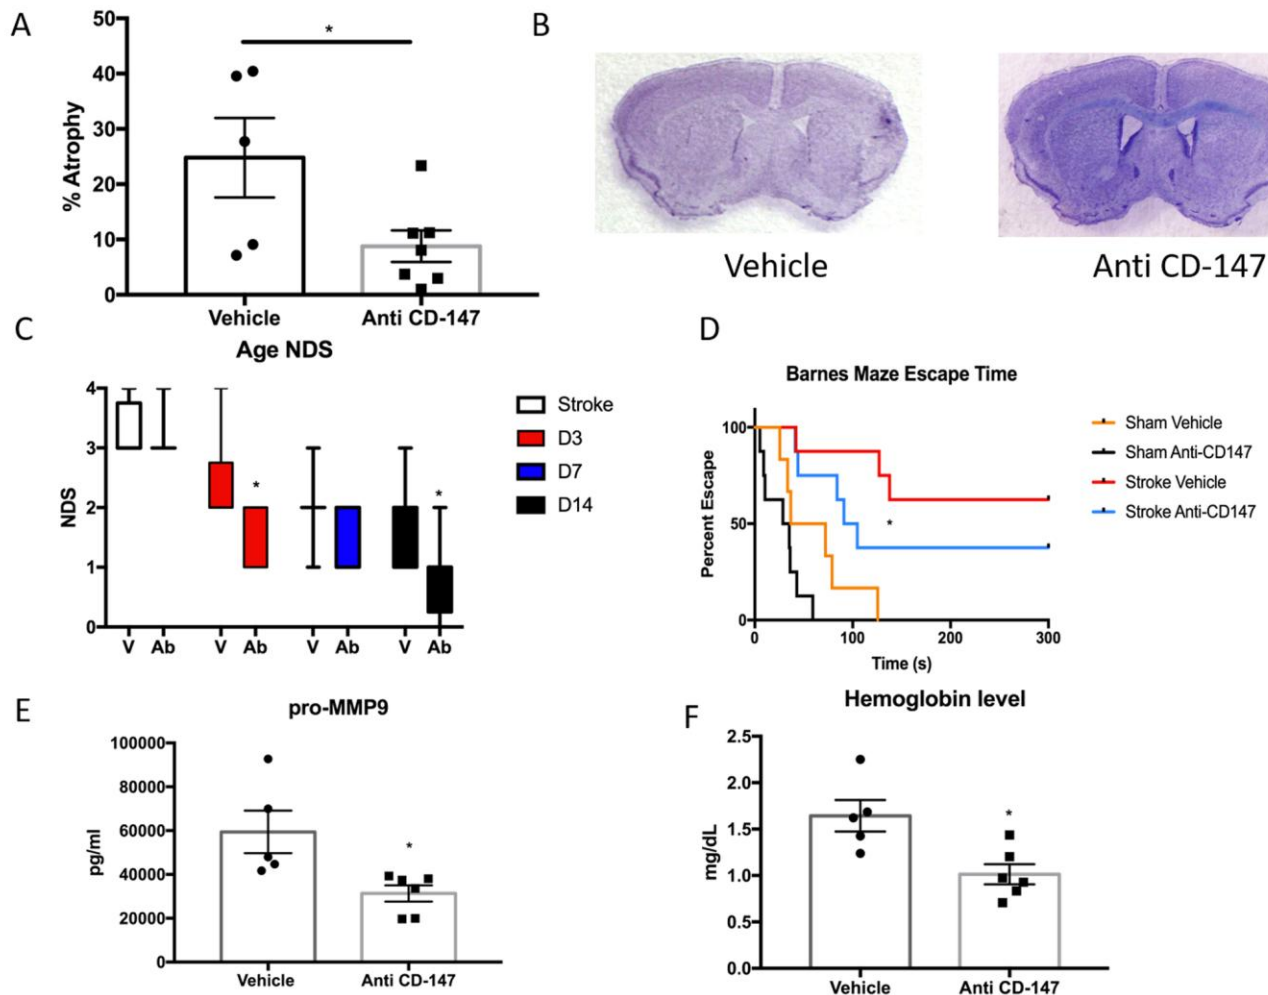 A
50
40
30
20
10
0
% Atrophy
*
Vehicle
Anti CD-147
B
Vehicle
Anti CD-147
C
Age NDS
4
3
2
1
0
NDS
*
*
V Ab V Ab V Ab V Ab
Stroke
D3
D7
D14
D
Barnes Maze Escape Time
100
50
0
Percent Escape
*
0 100 200 300
Time (s)
Sham Vehicle
Sham Anti-CD147
Stroke Vehicle
Stroke Anti-CD147
E
pro-MMP9
100000
80000
60000
40000
20000
0
pg/ml
*
Vehicle
Anti CD-147
F
Hemoglobin level
2.5
2.0
1.5
1.0
0.5
0.0
mg/dL
*
Vehicle
Anti CD-147